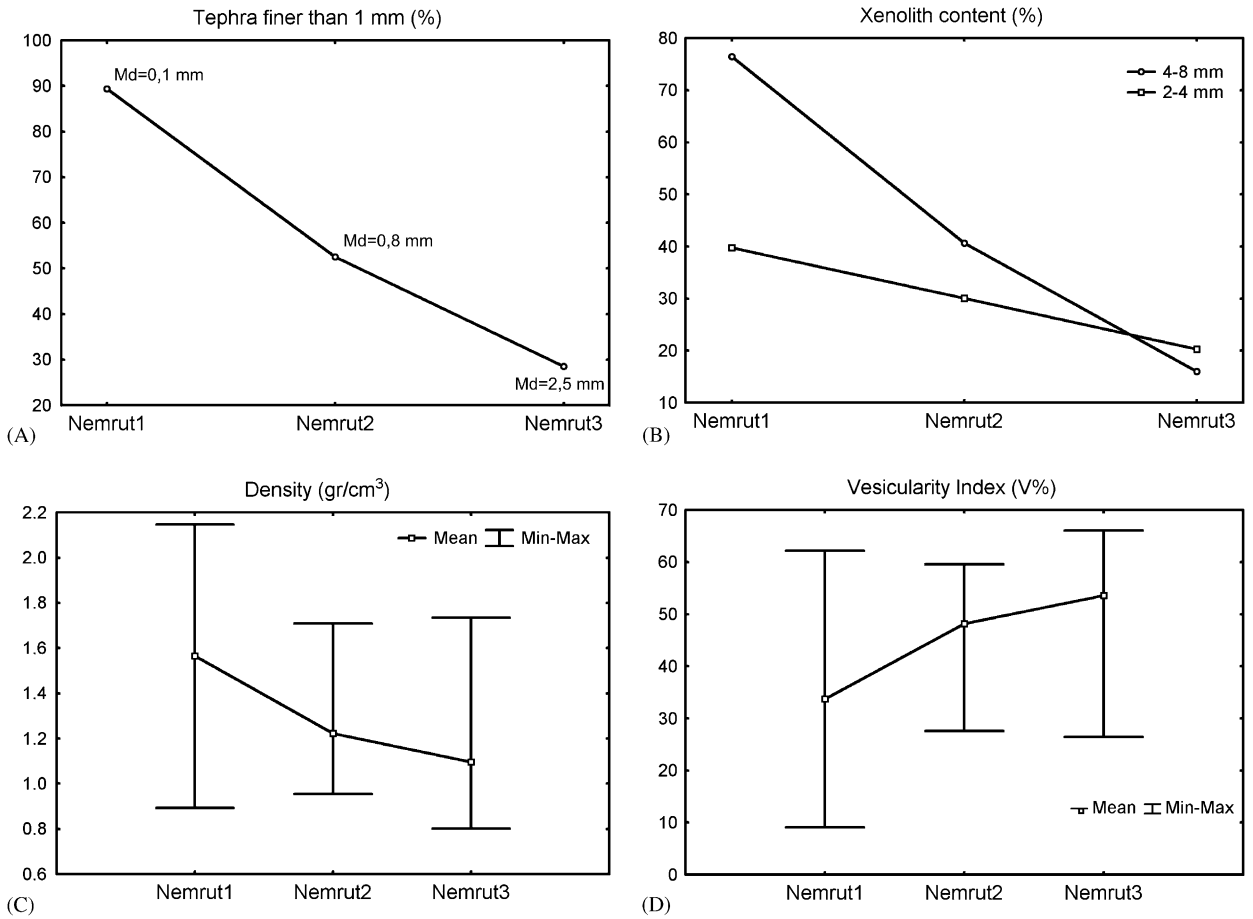 Tephra finer than 1 mm (%)
100
90
80
70
60
50
40
30
20
Md=0,1 mm
Md=0,8 mm
Md=2,5 mm
Nemrut1 Nemrut2 Nemrut3
(A)
Xenolith content (%)
80
70
60
50
40
30
20
10
4-8 mm
2-4 mm
Nemrut1 Nemrut2 Nemrut3
(B)
Density (gr/cm³)
2.2
2.0
1.8
1.6
1.4
1.2
1.0
0.8
0.6
Mean Min-Max
Nemrut1 Nemrut2 Nemrut3
(C)
Vesicularity Index (V%)
70
60
50
40
30
20
10
0
Mean Min-Max
Nemrut1 Nemrut2 Nemrut3
(D)